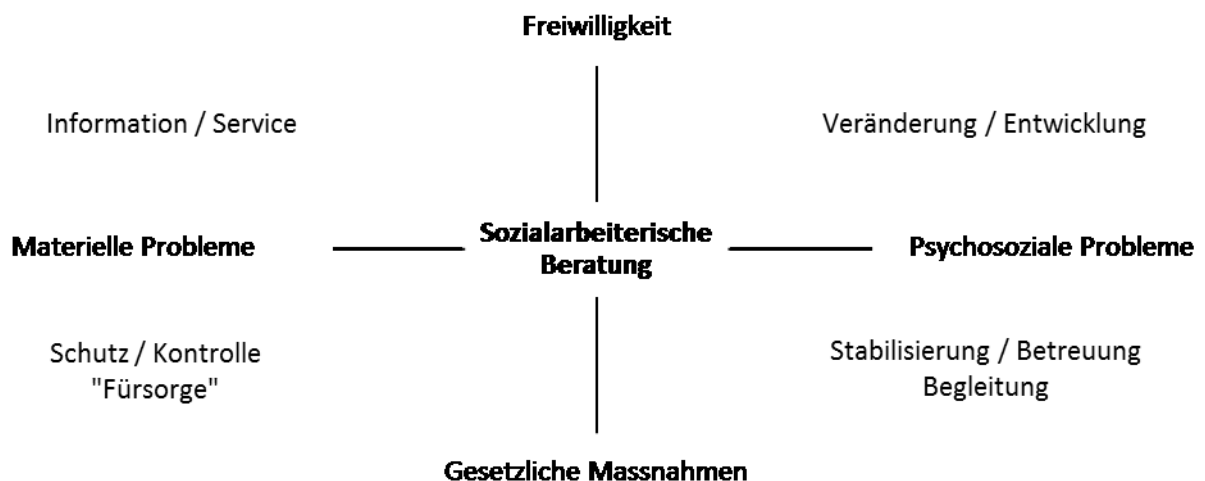 Freiwilligkeit
Information / Service
Veränderung / Entwicklung
Materielle Probleme
Sozialarbeiterische
Beratung
Psychosoziale Probleme
Schutz / Kontrolle
"Fürsorge"
Stabilisierung / Betreuung
Begleitung
Gesetzliche Massnahmen